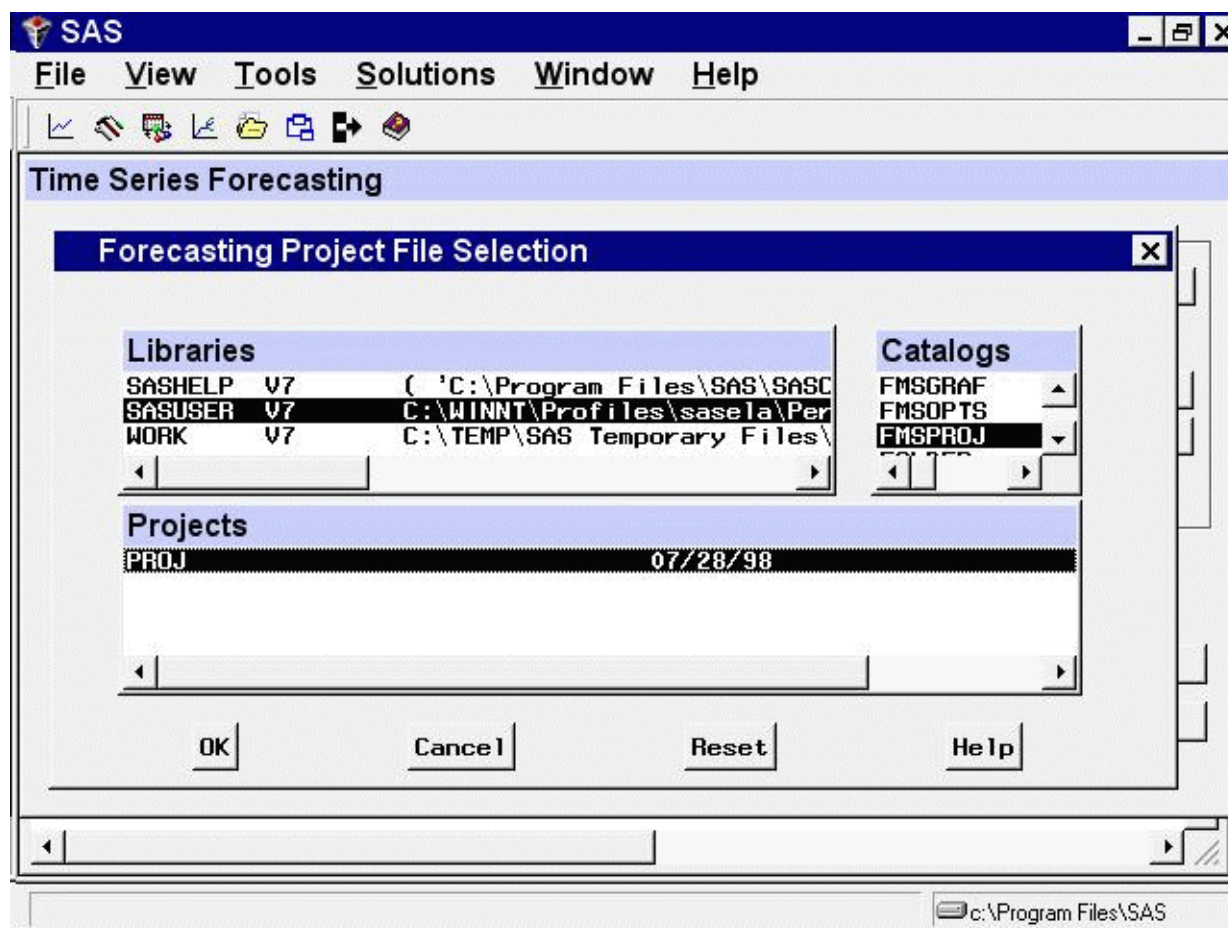 SAS
File View Tools Solutions Window Help
Time Series Forecasting
Forecasting Project File Selection
Libraries
SASHELP V7 ( 'C:\Program Files\SAS\SASC
SASUSER V7 C:\WINNT\Profiles\sasela\Per
WORK V7 C:\TEMP\SAS Temporary Files\
Catalogs
FMSGRAF
FMSOPTS
FMSPROJ
Projects
PROJ 07/28/98
OK Cancel Reset Help
c:\Program Files\SAS